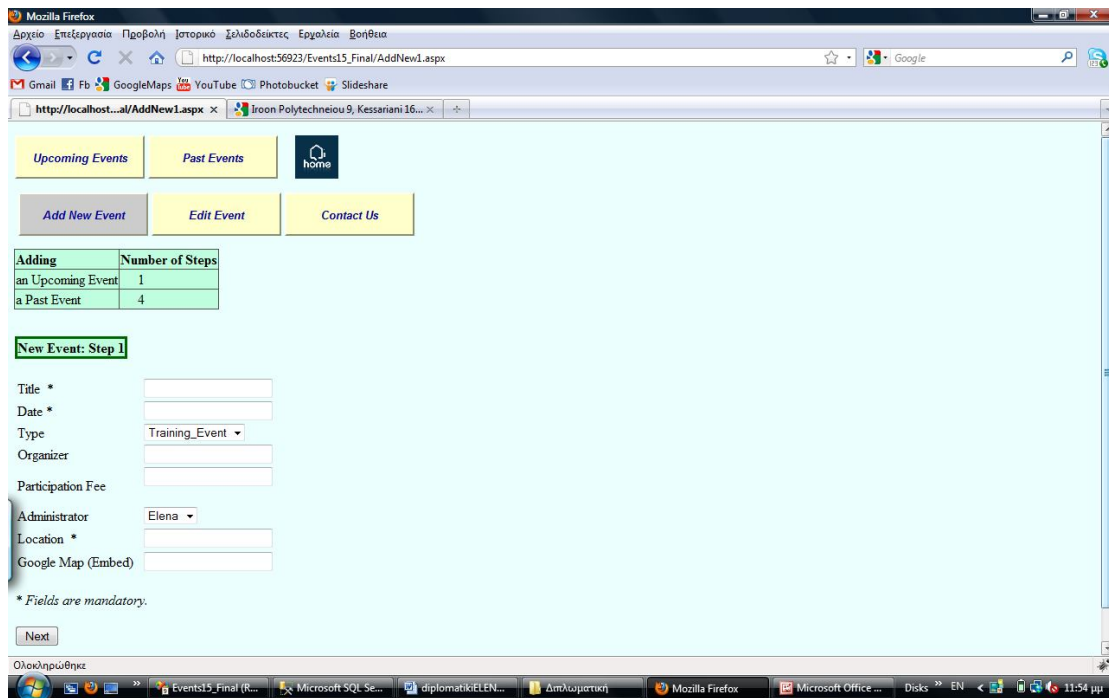 Mozilla Firefox
Αρχείο Επεξεργασία Προβολή Ιστορικό Σελιδοδείκτες Εργαλεία Βοήθεια
http://localhost:56923/Events15_Final/AddNew1.aspx Google
Gmail Fb GoogleMaps YouTube Photobucket Slideshare
http://localhost...al/AddNew1.aspx Iroon Polytechneiou 9, Kessariani 16...
Upcoming Events Past Events home
Add New Event Edit Event Contact Us
Adding Number of Steps
an Upcoming Event 1
a Past Event 4
New Event: Step 1
Title *
Date *
Type Training_Event
Organizer
Participation Fee
Administrator Elena
Location *
Google Map (Embed)
* Fields are mandatory.
Next
Ολοκληρώθηκε
Events15_Final (R... Microsoft SQL Se... diplomatikiELEN... Διπλωματική Mozilla Firefox Microsoft Office ... Disks » EN 11:54 μμ